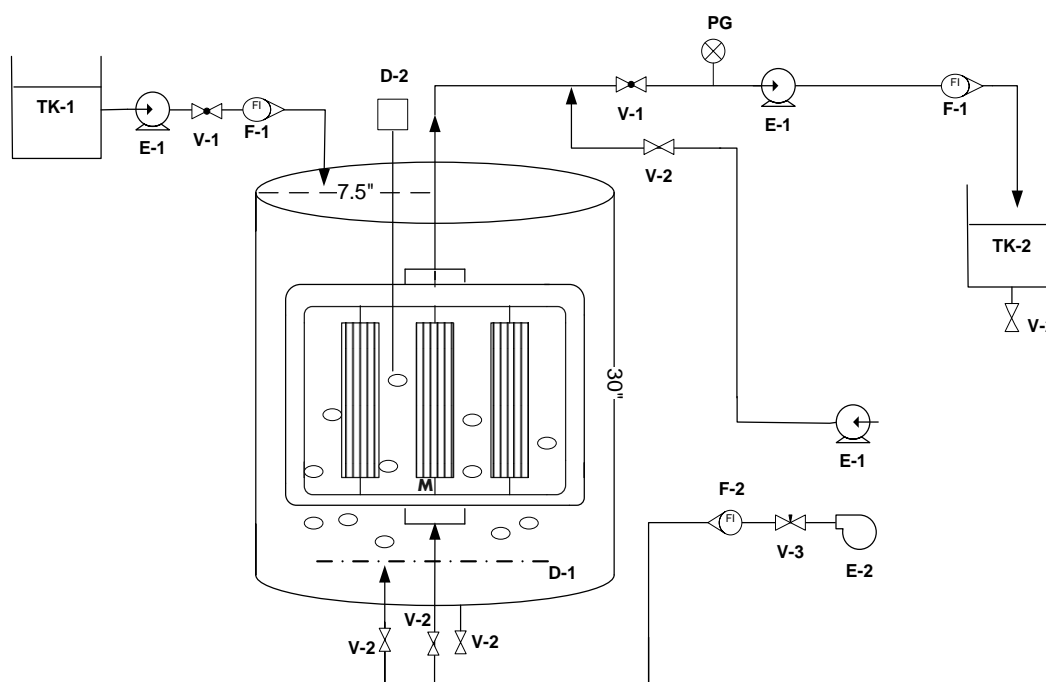 PG
D-2
TK-1
FI
E-1
V-1
F-1
V-1
E-1
FI
F-1
V-2
7.5"
TK-2
30"
E-1
M
F-2
FI
V-3
E-2
D-1
V-2
V-2
V-2